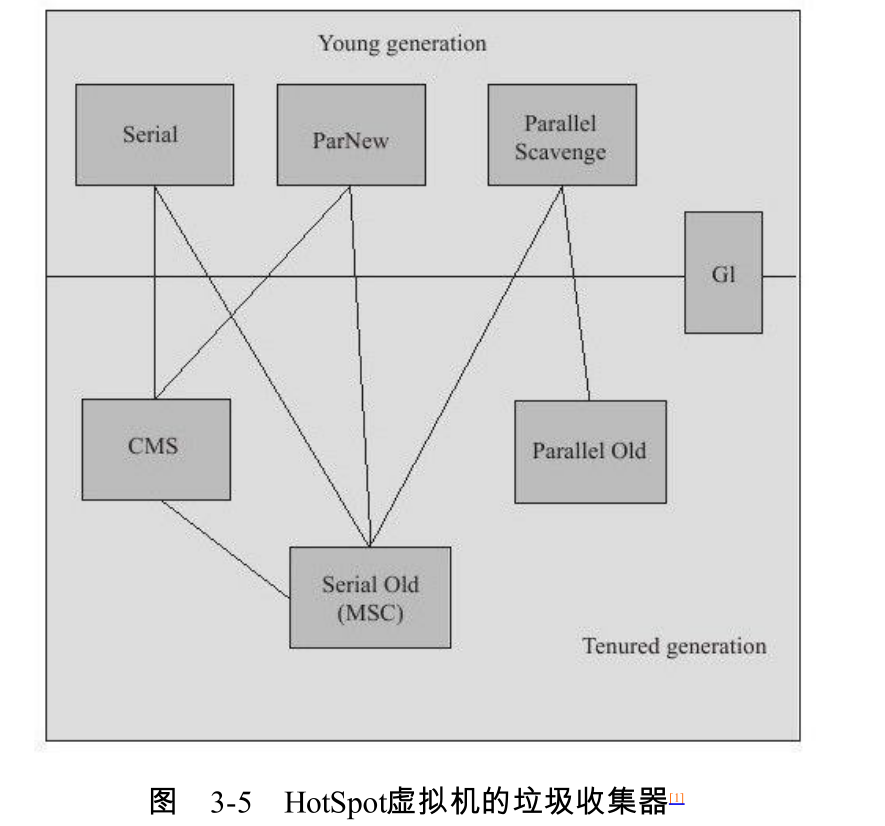 Young generation
Serial
ParNew
Parallel
Scavenge
Gl
CMS
Parallel Old
Serial Old
(MSC)
Tenured generation
图 3-5 HotSpot虚拟机的垃圾收集器[1]